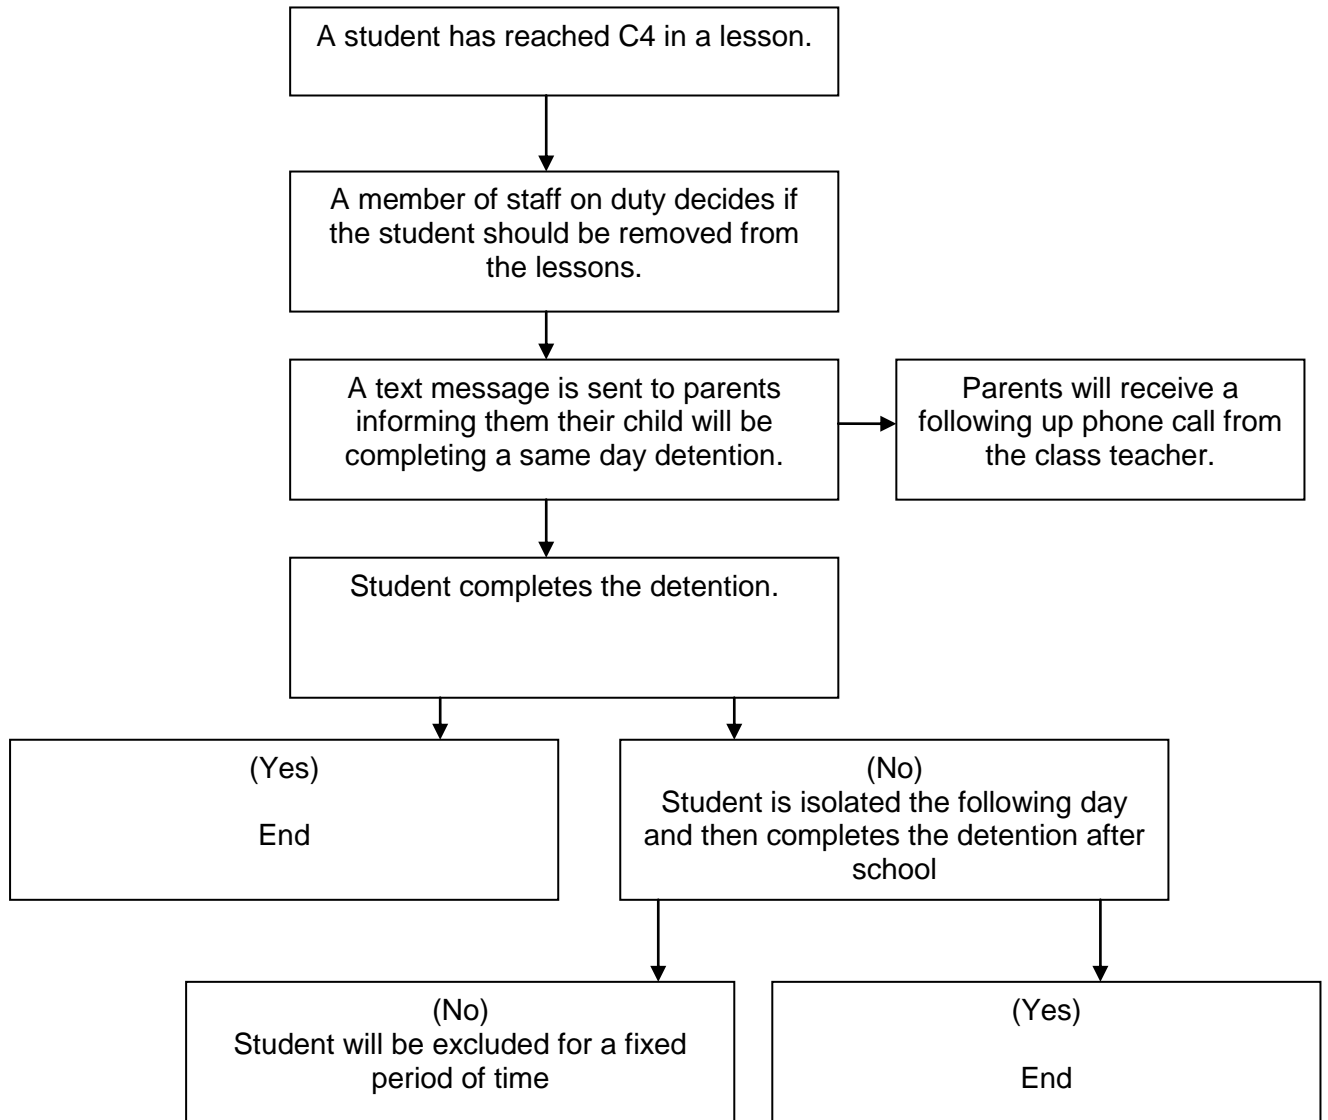 A student has reached C4 in a lesson.
A member of staff on duty decides if
the student should be removed from
the lessons.
A text message is sent to parents
informing them their child will be
completing a same day detention.
Parents will receive a
following up phone call from
the class teacher.
Student completes the detention.
(Yes)
End
(No)
Student is isolated the following day
and then completes the detention after
school
(No)
Student will be excluded for a fixed
period of time
(Yes)
End